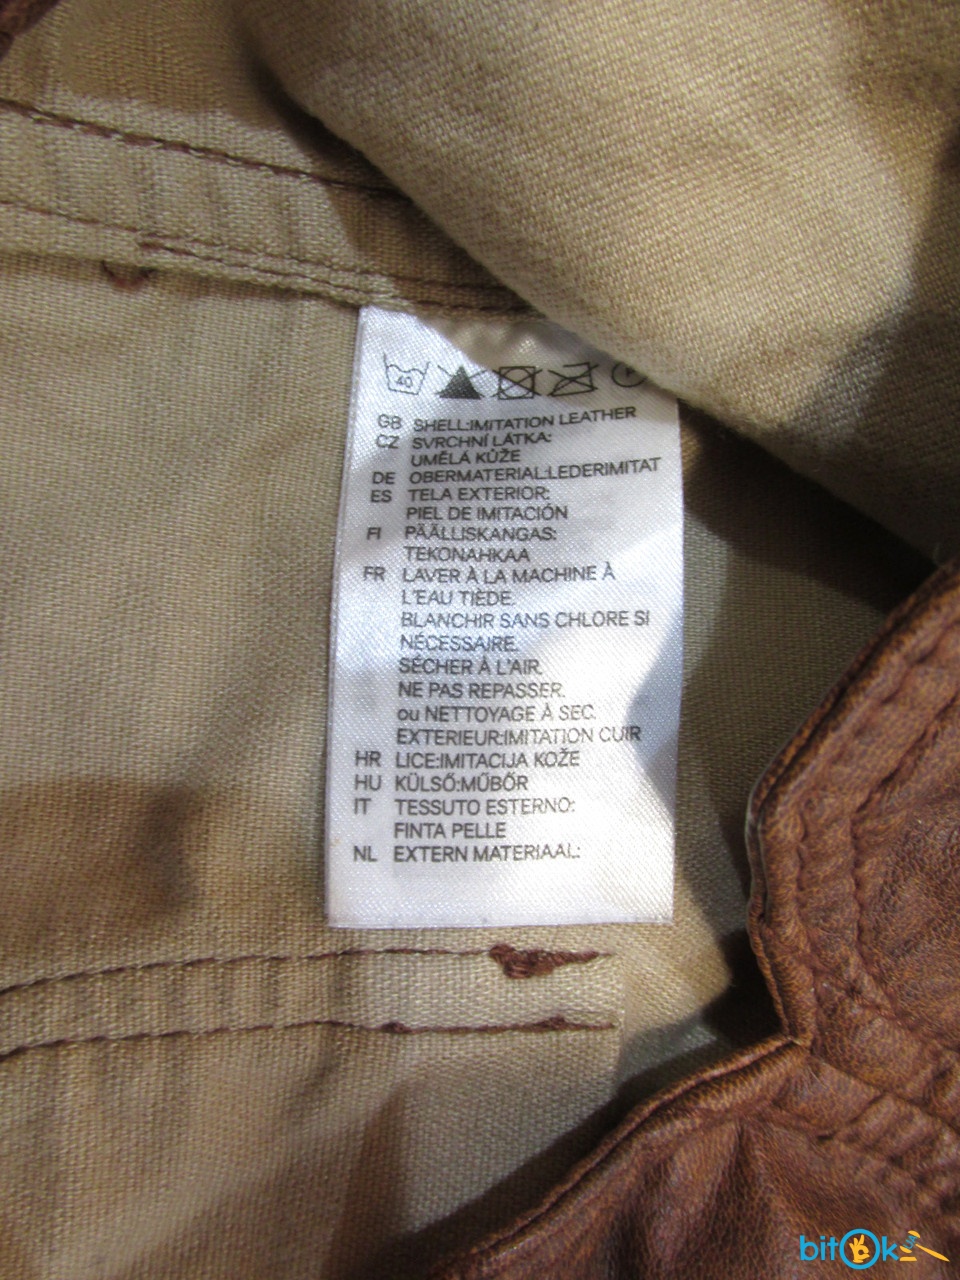 40
GB SHELL:IMITATION LEATHER
CZ SVRCHNÍ LÁTKA:
UMĚLÁ KŮŽE
DE OBERMATERIAL:LEDERIMITAT
ES TELA EXTERIOR:
PIEL DE IMITACIÓN
FI PÄÄLLISKANGAS:
TEKONAHKAA
FR LAVER À LA MACHINE À
L'EAU TIÈDE.
BLANCHIR SANS CHLORE SI
NÉCESSAIRE.
SÉCHER À L'AIR.
NE PAS REPASSER.
ou NETTOYAGE À SEC.
EXTERIEUR:IMITATION CUIR
HR LICE:IMITACIJA KOŽE
HU KÜLSŐ:MŰBŐR
IT TESSUTO ESTERNO:
FINTA PELLE
NL EXTERN MATERIAAL:
bitOk